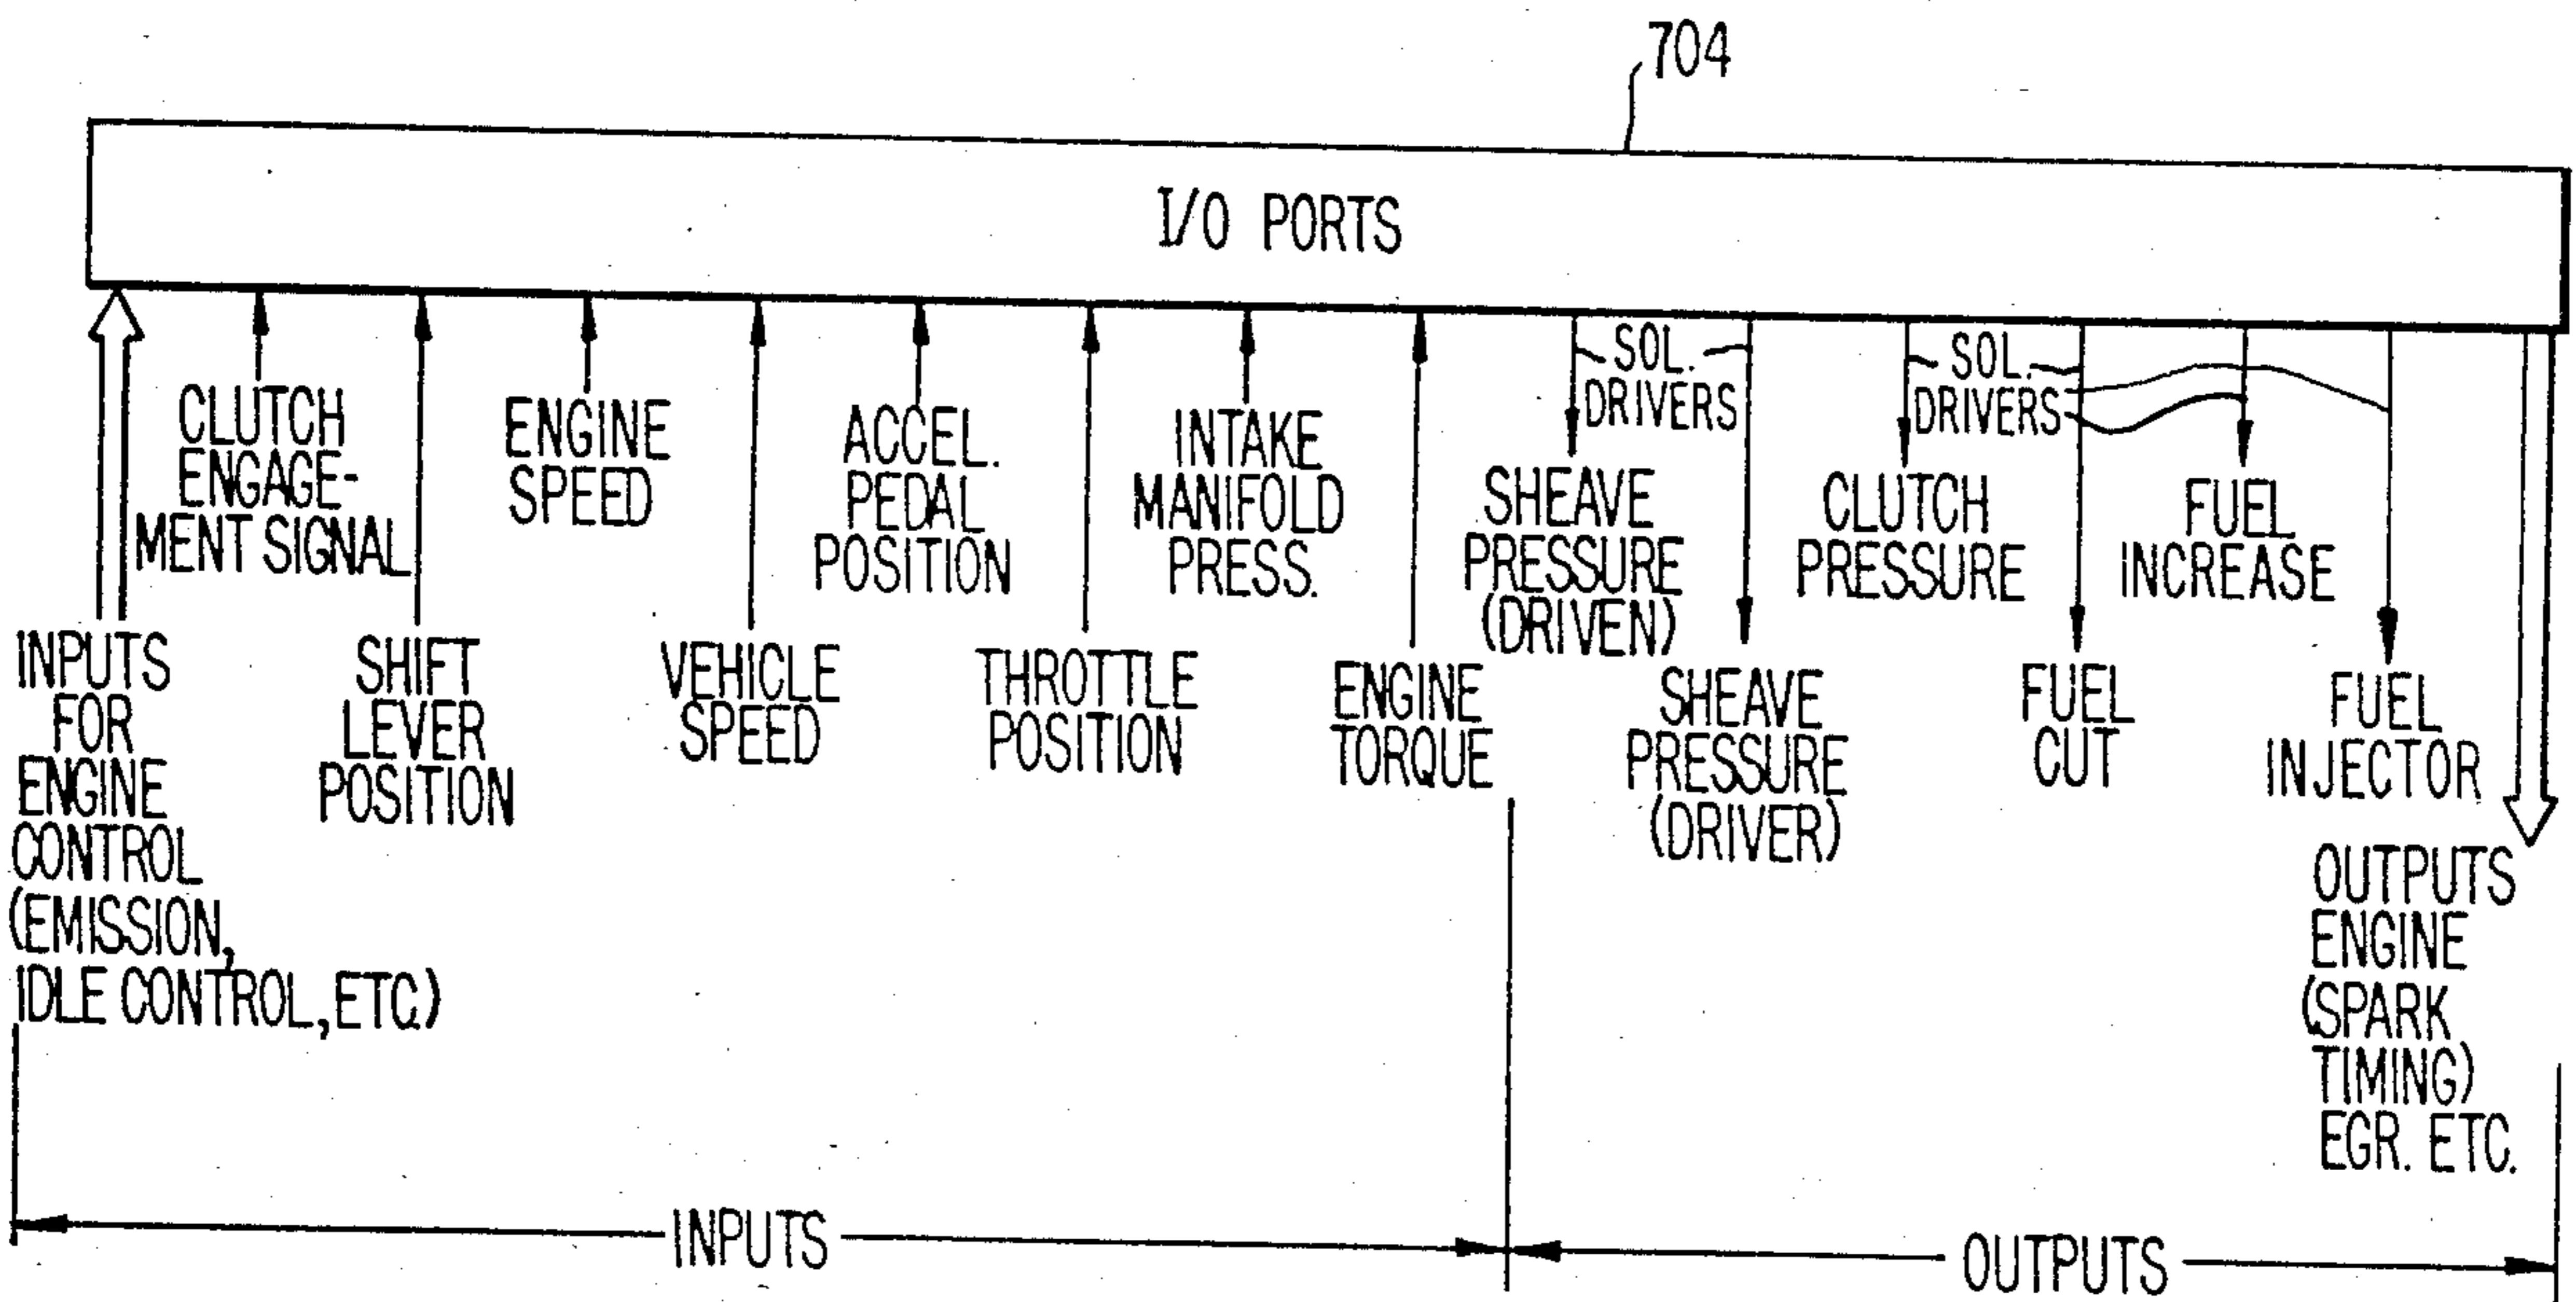 704
I/O PORTS
SOL.
DRIVERS
SOL.
DRIVERS
CLUTCH
ENGAGE-
MENT SIGNAL
ENGINE
SPEED
ACCEL.
PEDAL
POSITION
INTAKE
MANIFOLD
PRESS.
SHEAVE
PRESSURE
(DRIVEN)
CLUTCH
PRESSURE
FUEL
INCREASE
INPUTS
FOR
ENGINE
CONTROL
(EMISSION,
IDLE CONTROL, ETC.)
SHIFT
LEVER
POSITION
VEHICLE
SPEED
THROTTLE
POSITION
ENGINE
TORQUE
SHEAVE
PRESSURE
(DRIVER)
FUEL
CUT
FUEL
INJECTOR
OUTPUTS
ENGINE
(SPARK
TIMING)
EGR. ETC.
INPUTS
OUTPUTS